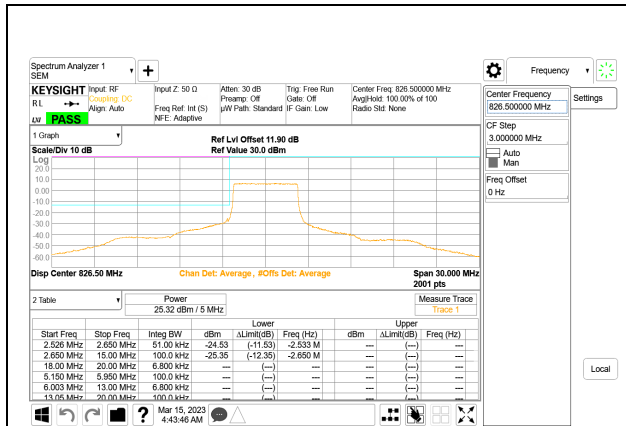 Spectrum Analyzer 1
SEM
Frequency
KEYSIGHT
RL
LXI
PASS
Input: RF
Coupling: DC
Align: Auto
Input Z: 50 Ω
Freq Ref: Int (S)
NFE: Adaptive
Atten: 30 dB
Preamp: Off
µW Path: Standard
Trig: Free Run
Gate: Off
IF Gain: Low
Center Freq: 826.500000 MHz
Avg|Hold: 100.00% of 100
Radio Std: None
Center Frequency
826.500000 MHz
Settings
CF Step
3.000000 MHz
Auto
Man
Freq Offset
0 Hz
1 Graph
Scale/Div 10 dB
Ref Lvl Offset 11.90 dB
Ref Value 30.0 dBm
Log
20.0
10.0
0.00
-10.0
-20.0
-30.0
-40.0
-50.0
-60.0
Disp Center 826.50 MHz
Chan Det: Average, #Offs Det: Average
Span 30.000 MHz
2001 pts
2 Table
Power
25.32 dBm / 5 MHz
Measure Trace
Trace 1
Lower Upper
Start Freq Stop Freq Integ BW dBm ΔLimit(dB) Freq (Hz) dBm ΔLimit(dB) Freq (Hz)
2.526 MHz 2.650 MHz 51.00 kHz -24.53 (-11.53) -2.533 M --- (---) ---
2.650 MHz 15.00 MHz 100.0 kHz -25.35 (-12.35) -2.650 M --- (---) ---
18.00 MHz 20.00 MHz 6.800 kHz --- (---) --- --- (---) ---
5.150 MHz 5.950 MHz 100.0 kHz --- (---) --- --- (---) ---
6.003 MHz 13.00 MHz 6.800 kHz --- (---) --- --- (---) ---
13.05 MHz 20.00 MHz 100.0 kHz --- (---) --- --- (---) ---
Local
?
Mar 15, 2023
4:43:46 AM